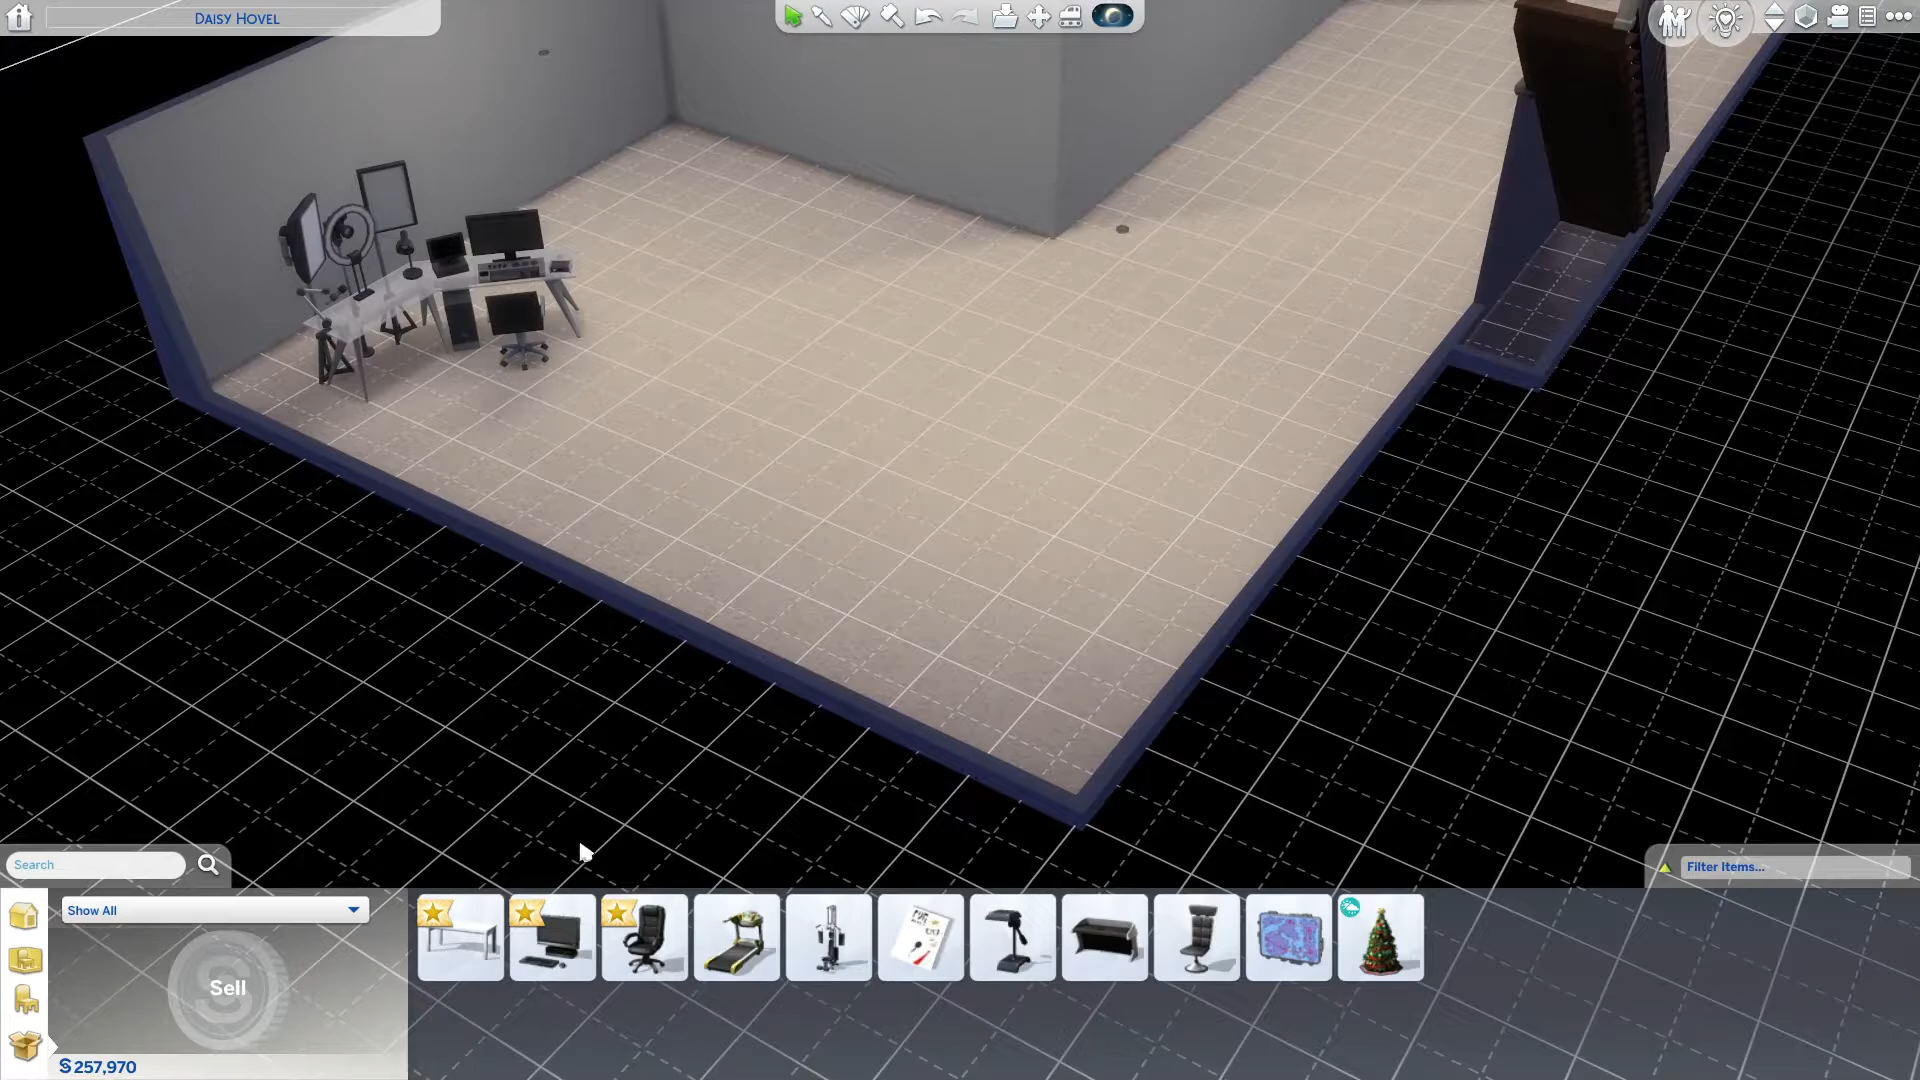 DAISY HOVEL
Search
Filter Items...
Show All
Sell
§257,970